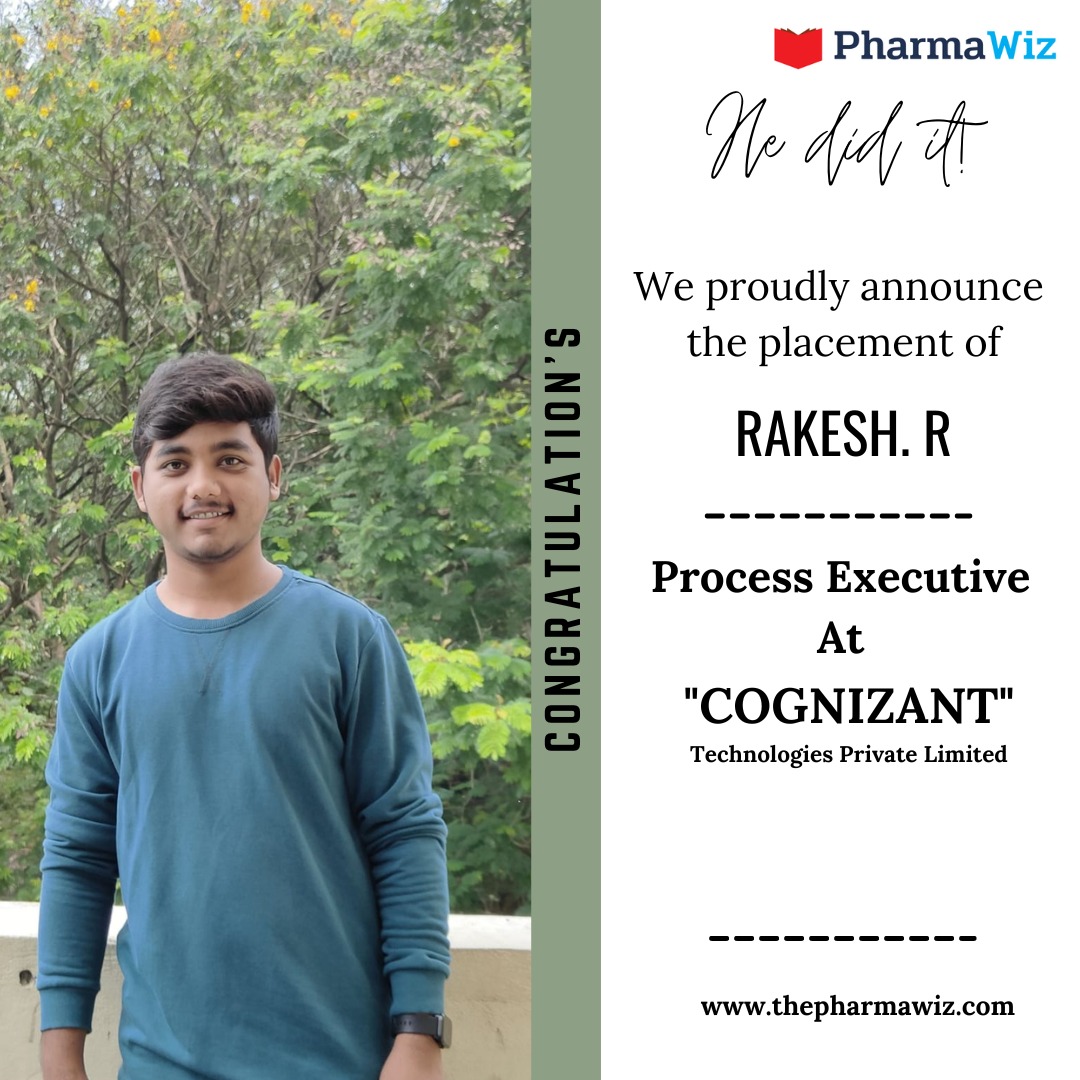 PharmaWiz
He did it!
CONGRATULATION'S
We proudly announce
the placement of
RAKESH. R
Process Executive
At
"COGNIZANT"
Technologies Private Limited
www.thepharmawiz.com